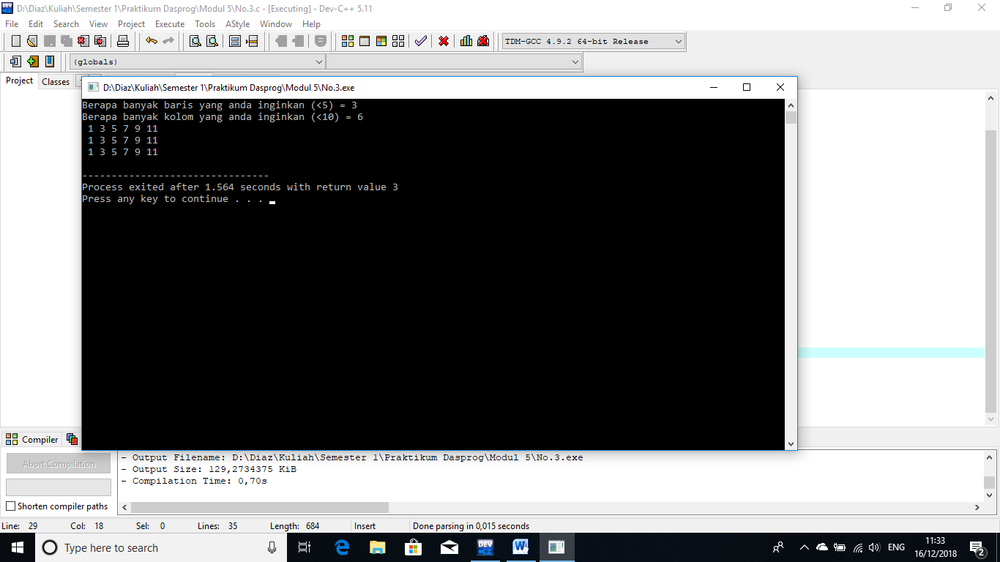 D:\Diaz\Kuliah\Semester 1\Praktikum Dasprog\Modul 5\No.3.c - [Executing] - Dev-C++ 5.11
File Edit Search View Project Execute Tools AStyle Window Help
TDM-GCC 4.9.2 64-bit Release
(globals)
Project Classes
D:\Diaz\Kuliah\Semester 1\Praktikum Dasprog\Modul 5\No.3.exe
Berapa banyak baris yang anda inginkan (<5) = 3
Berapa banyak kolom yang anda inginkan (<10) = 6
1 3 5 7 9 11
1 3 5 7 9 11
1 3 5 7 9 11
--------------------------------
Process exited after 1.564 seconds with return value 3
Press any key to continue . . .
Compiler
Abort Compilation
Shorten compiler paths
- Output Filename: D:\Diaz\Kuliah\Semester 1\Praktikum Dasprog\Modul 5\No.3.exe
- Output Size: 129,2734375 KiB
- Compilation Time: 0,70s
Line: 29 Col: 18 Sel: 0 Lines: 35 Length: 684 Insert Done parsing in 0,015 seconds
Type here to search
DEV
W
ENG
11:33
16/12/2018
2